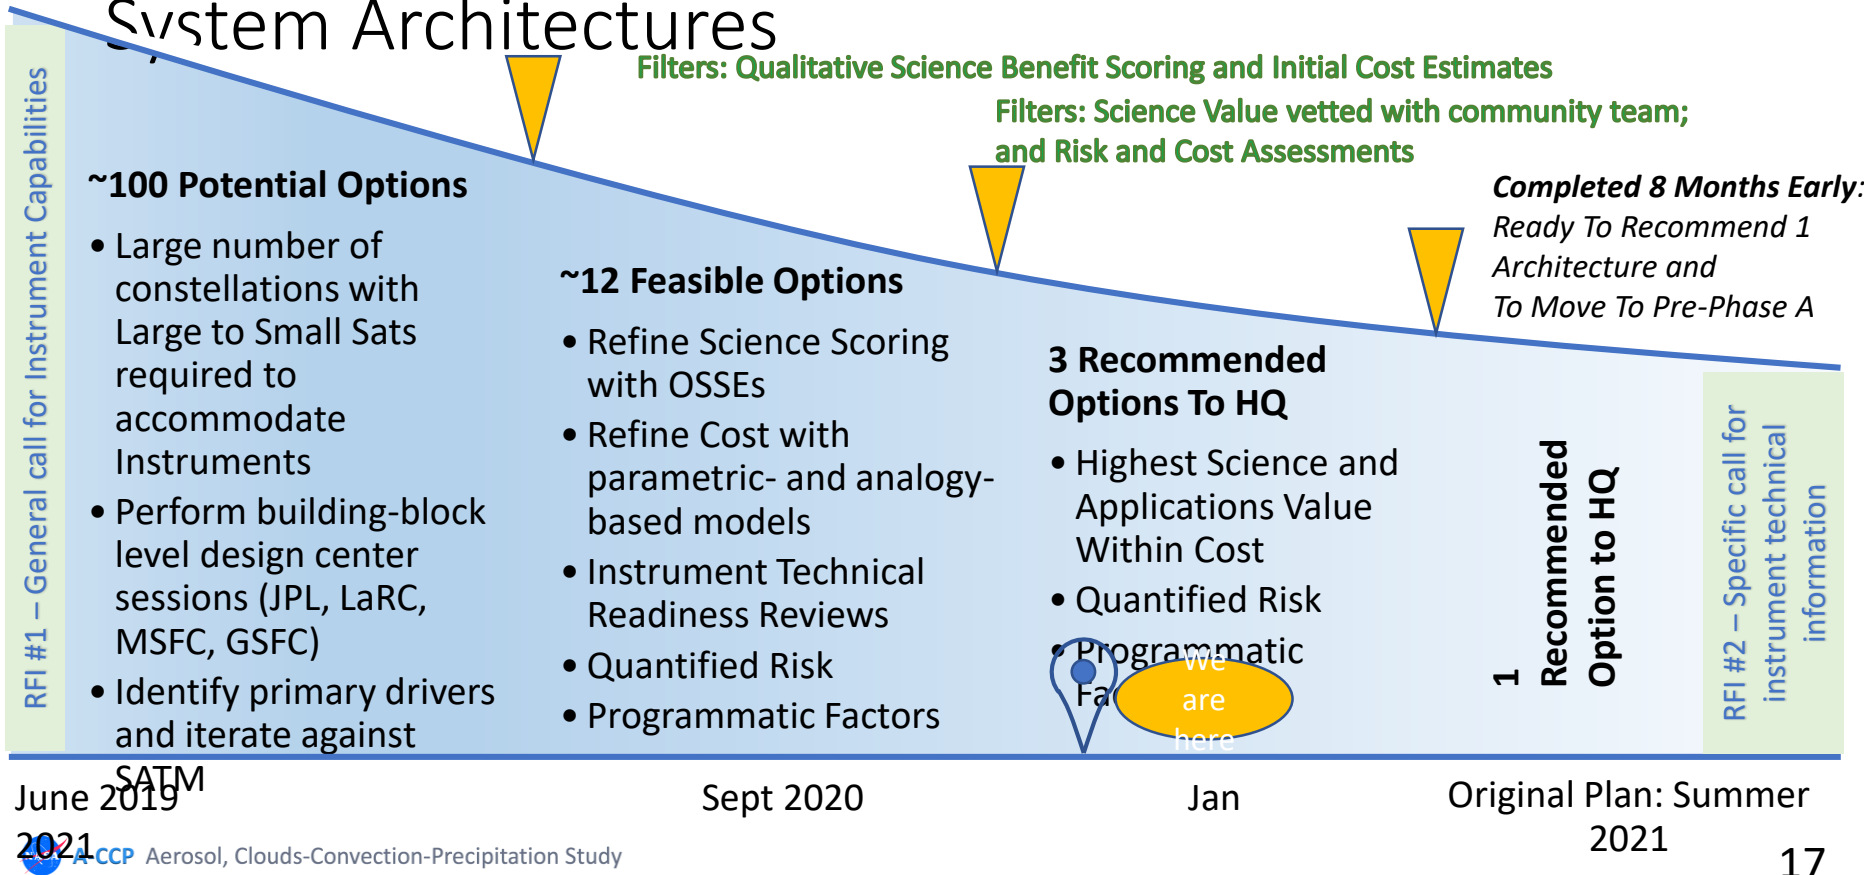 System Architectures
Filters: Qualitative Science Benefit Scoring and Initial Cost Estimates
Filters: Science Value vetted with community team;
and Risk and Cost Assessments
Completed 8 Months Early:
Ready To Recommend 1
Architecture and
To Move To Pre-Phase A
RFI #1 – General call for Instrument Capabilities
~100 Potential Options
• Large number of
constellations with
Large to Small Sats
required to
accommodate
Instruments
• Perform building-block
level design center
sessions (JPL, LaRC,
MSFC, GSFC)
• Identify primary drivers
and iterate against
SATM
~12 Feasible Options
• Refine Science Scoring
with OSSEs
• Refine Cost with
parametric- and analogy-
based models
• Instrument Technical
Readiness Reviews
• Quantified Risk
• Programmatic Factors
3 Recommended
Options To HQ
• Highest Science and
Applications Value
Within Cost
• Quantified Risk
• Programmatic
We
are
here
1
Recommended
Option to HQ
RFI #2 – Specific call for
instrument technical
information
June 2019
Sept 2020
Jan
2021
Original Plan: Summer
2021
A-CCP Aerosol, Clouds-Convection-Precipitation Study
17